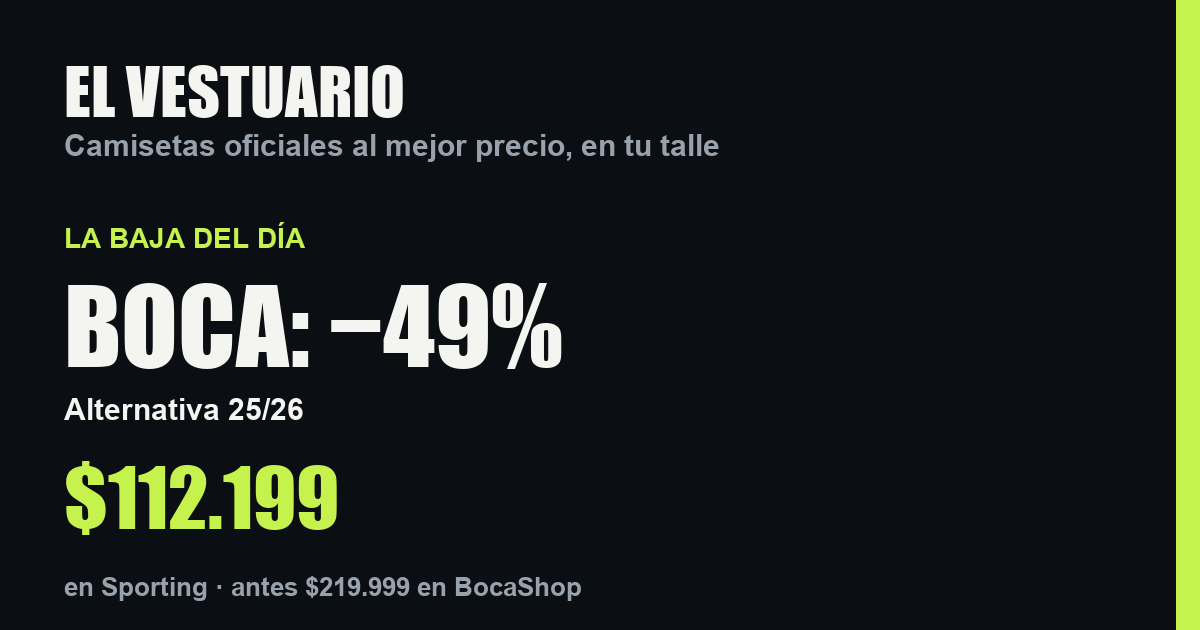 EL VESTUARIO
Camisetas oficiales al mejor precio, en tu talle
LA BAJA DEL DÍA
BOCA: −49%
Alternativa 25/26
$112.199
en Sporting · antes $219.999 en BocaShop